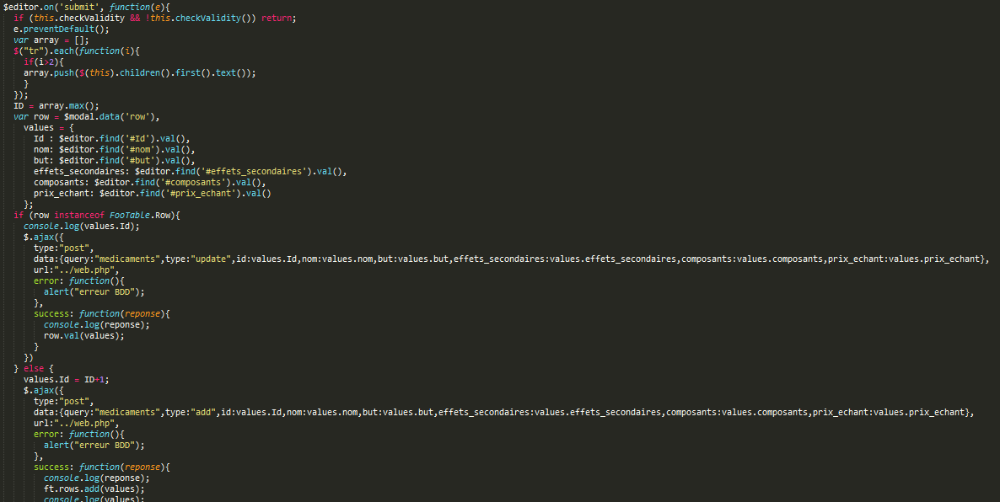 $editor.on('submit', function(e){
if (this.checkValidity && !this.checkValidity()) return;
e.preventDefault();
var array = [];
$("tr").each(function(i){
if(i>2){
array.push($(this).children().first().text());
}
});
ID = array.max();
var row = $modal.data('row'),
values = {
Id : $editor.find('#Id').val(),
nom: $editor.find('#nom').val(),
but: $editor.find('#but').val(),
effets_secondaires: $editor.find('#effets_secondaires').val(),
composants: $editor.find('#composants').val(),
prix_echant: $editor.find('#prix_echant').val()
};
if (row instanceof FooTable.Row){
console.log(values.Id);
$.ajax({
type:"post",
data:{query:"medicaments",type:"update",id:values.Id,nom:values.nom,but:values.but,effets_secondaires:values.effets_secondaires,composants:values.composants,prix_echant:values.prix_echant},
url:"../web.php",
error: function(){
alert("erreur BDD");
},
success: function(reponse){
console.log(reponse);
row.val(values);
}
})
} else {
values.Id = ID+1;
$.ajax({
type:"post",
data:{query:"medicaments",type:"add",id:values.Id,nom:values.nom,but:values.but,effets_secondaires:values.effets_secondaires,composants:values.composants,prix_echant:values.prix_echant},
url:"../web.php",
error: function(){
alert("erreur BDD");
},
success: function(reponse){
console.log(reponse);
ft.rows.add(values);
console.log(values);